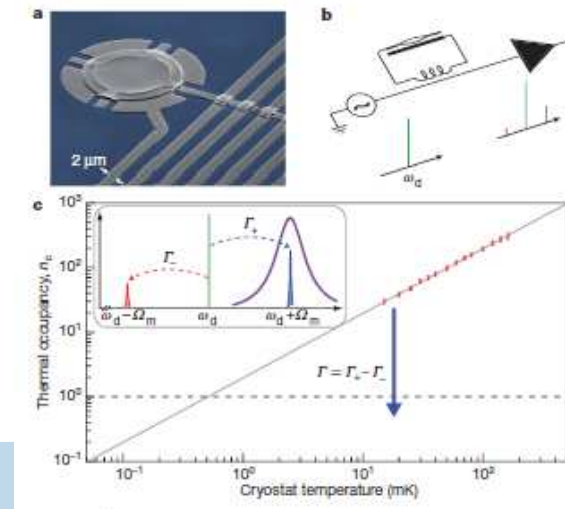 a
b
2 μm
ω_d
c
Thermal occupancy, n_c
10^3
10^2
10^1
10^0
10^-1
Γ_-
Γ_+
ω_d−Ω_m
ω_d
ω_d+Ω_m
Γ = Γ_+ − Γ_-
10^-1
10^0
10^1
10^2
Cryostat temperature (mK)